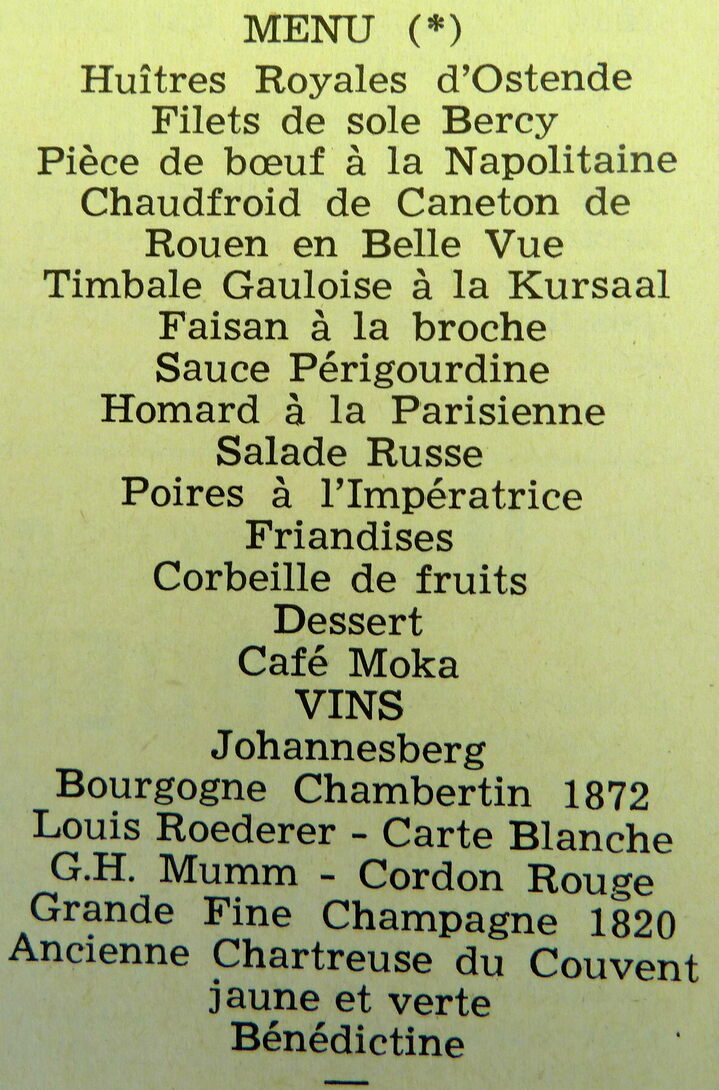 MENU (*)
Huîtres Royales d'Ostende
Filets de sole Bercy
Pièce de bœuf à la Napolitaine
Chaudfroid de Caneton de
Rouen en Belle Vue
Timbale Gauloise à la Kursaal
Faisan à la broche
Sauce Périgourdine
Homard à la Parisienne
Salade Russe
Poires à l'Impératrice
Friandises
Corbeille de fruits
Dessert
Café Moka
VINS
Johannesberg
Bourgogne Chambertin 1872
Louis Roederer - Carte Blanche
G.H. Mumm - Cordon Rouge
Grande Fine Champagne 1820
Ancienne Chartreuse du Couvent
jaune et verte
Bénédictine